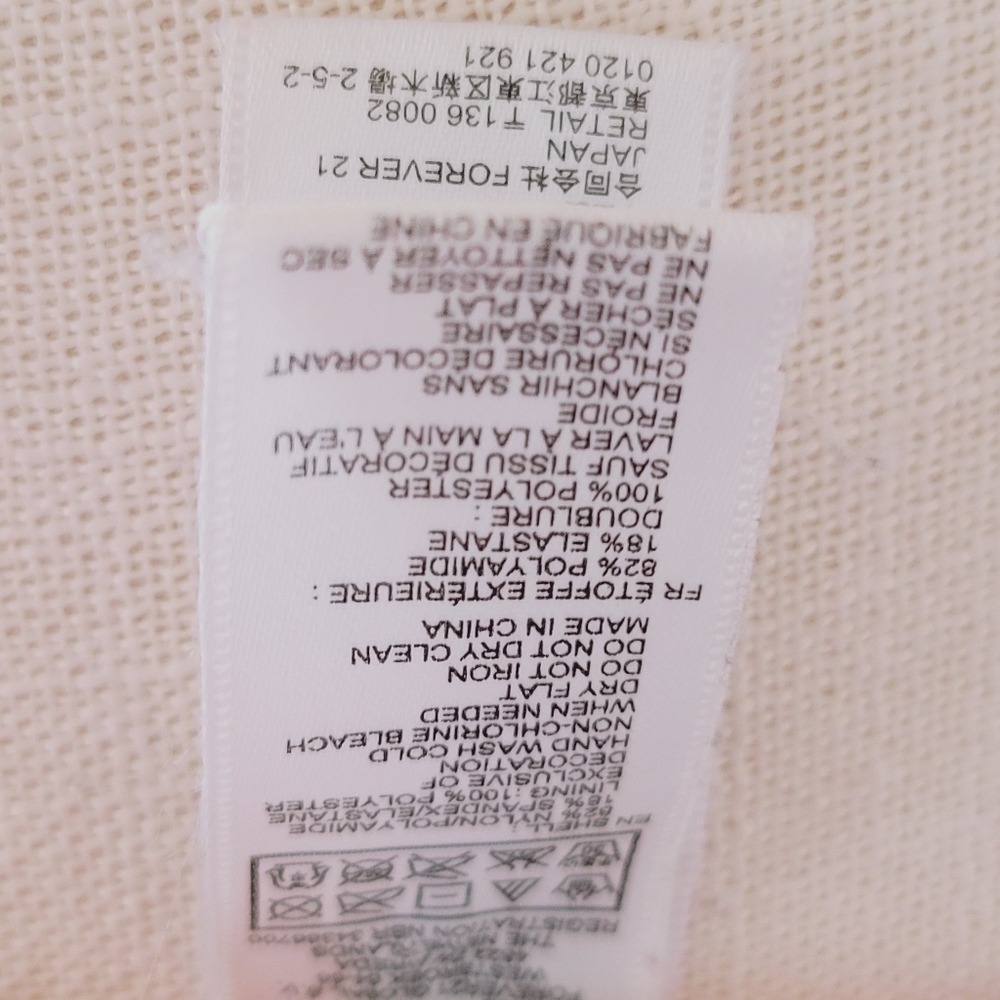 REGISTRATION NBR
EN SHELL:
82% NYLON/POLYAMIDE
18% SPANDEX/ELASTANE
LINING: 100% POLYESTER
EXCLUSIVE OF
DECORATION
HAND WASH COLD
NON-CHLORINE BLEACH
WHEN NEEDED
DRY FLAT
DO NOT IRON
DO NOT DRY CLEAN
MADE IN CHINA
FR ÉTOFFE EXTÉRIEURE :
82% POLYAMIDE
18% ELASTANE
DOUBLURE :
100% POLYESTER
SAUF TISSU DÉCORATIF
LAVER À LA MAIN À L'EAU
FROIDE
BLANCHIR SANS
CHLORURE DÉCOLORANT
SI NÉCESSAIRE
SÉCHER À PLAT
NE PAS REPASSER
NE PAS NETTOYER À SEC
FABRIQUÉ EN CHINE
合同会社 FOREVER 21
JAPAN
RETAIL 〒136 0082
東京都江東区新木場 2-5-2
0120 421 921